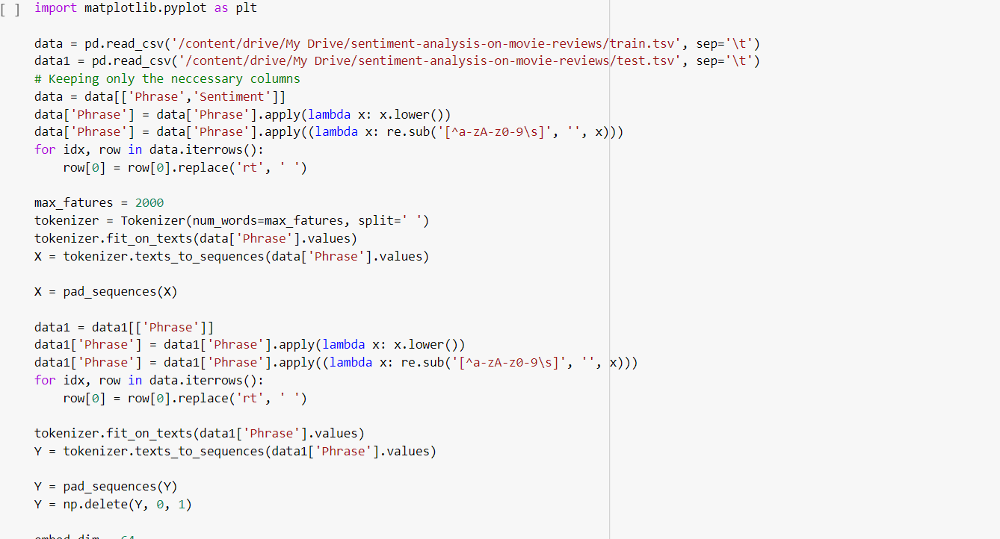 [ ] import matplotlib.pyplot as plt
data = pd.read_csv('/content/drive/My Drive/sentiment-analysis-on-movie-reviews/train.tsv', sep='\t')
data1 = pd.read_csv('/content/drive/My Drive/sentiment-analysis-on-movie-reviews/test.tsv', sep='\t')
# Keeping only the neccessary columns
data = data[['Phrase','Sentiment']]
data['Phrase'] = data['Phrase'].apply(lambda x: x.lower())
data['Phrase'] = data['Phrase'].apply((lambda x: re.sub('[^a-zA-z0-9\s]', '', x)))
for idx, row in data.iterrows():
    row[0] = row[0].replace('rt', ' ')
max_fatures = 2000
tokenizer = Tokenizer(num_words=max_fatures, split=' ')
tokenizer.fit_on_texts(data['Phrase'].values)
X = tokenizer.texts_to_sequences(data['Phrase'].values)
X = pad_sequences(X)
data1 = data1[['Phrase']]
data1['Phrase'] = data1['Phrase'].apply(lambda x: x.lower())
data1['Phrase'] = data1['Phrase'].apply((lambda x: re.sub('[^a-zA-z0-9\s]', '', x)))
for idx, row in data.iterrows():
    row[0] = row[0].replace('rt', ' ')
tokenizer.fit_on_texts(data1['Phrase'].values)
Y = tokenizer.texts_to_sequences(data1['Phrase'].values)
Y = pad_sequences(Y)
Y = np.delete(Y, 0, 1)